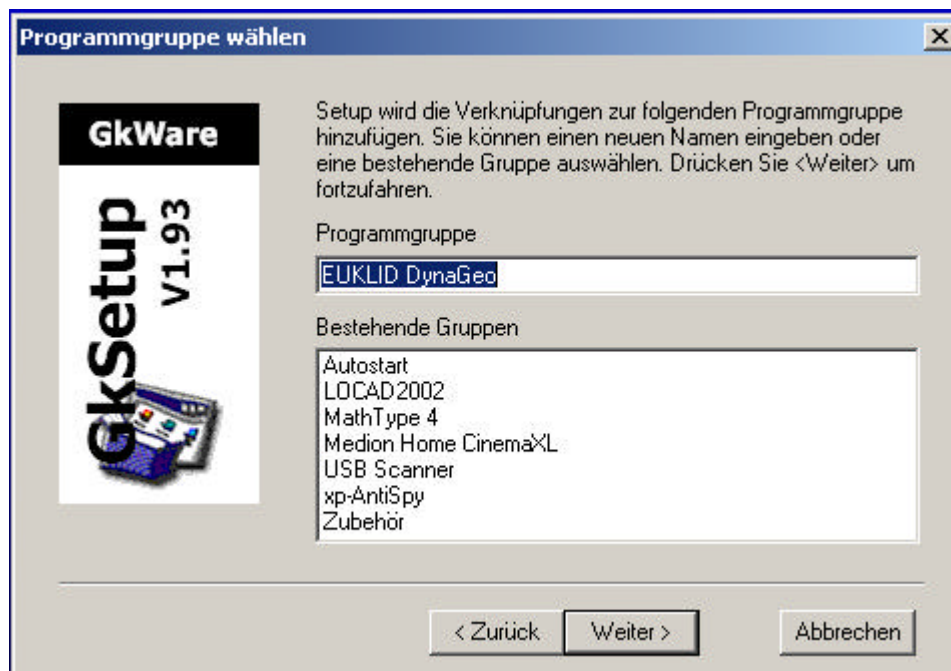 Programmgruppe wählen
GkWare
GkSetup
V1.93
Setup wird die Verknüpfungen zur folgenden Programmgruppe
hinzufügen. Sie können einen neuen Namen eingeben oder
eine bestehende Gruppe auswählen. Drücken Sie <Weiter> um
fortzufahren.
Programmgruppe
EUKLID DynaGeo
Bestehende Gruppen
Autostart
LOCAD2002
MathType 4
Medion Home CinemaXL
USB Scanner
xp-AntiSpy
Zubehör
< Zurück
Weiter >
Abbrechen